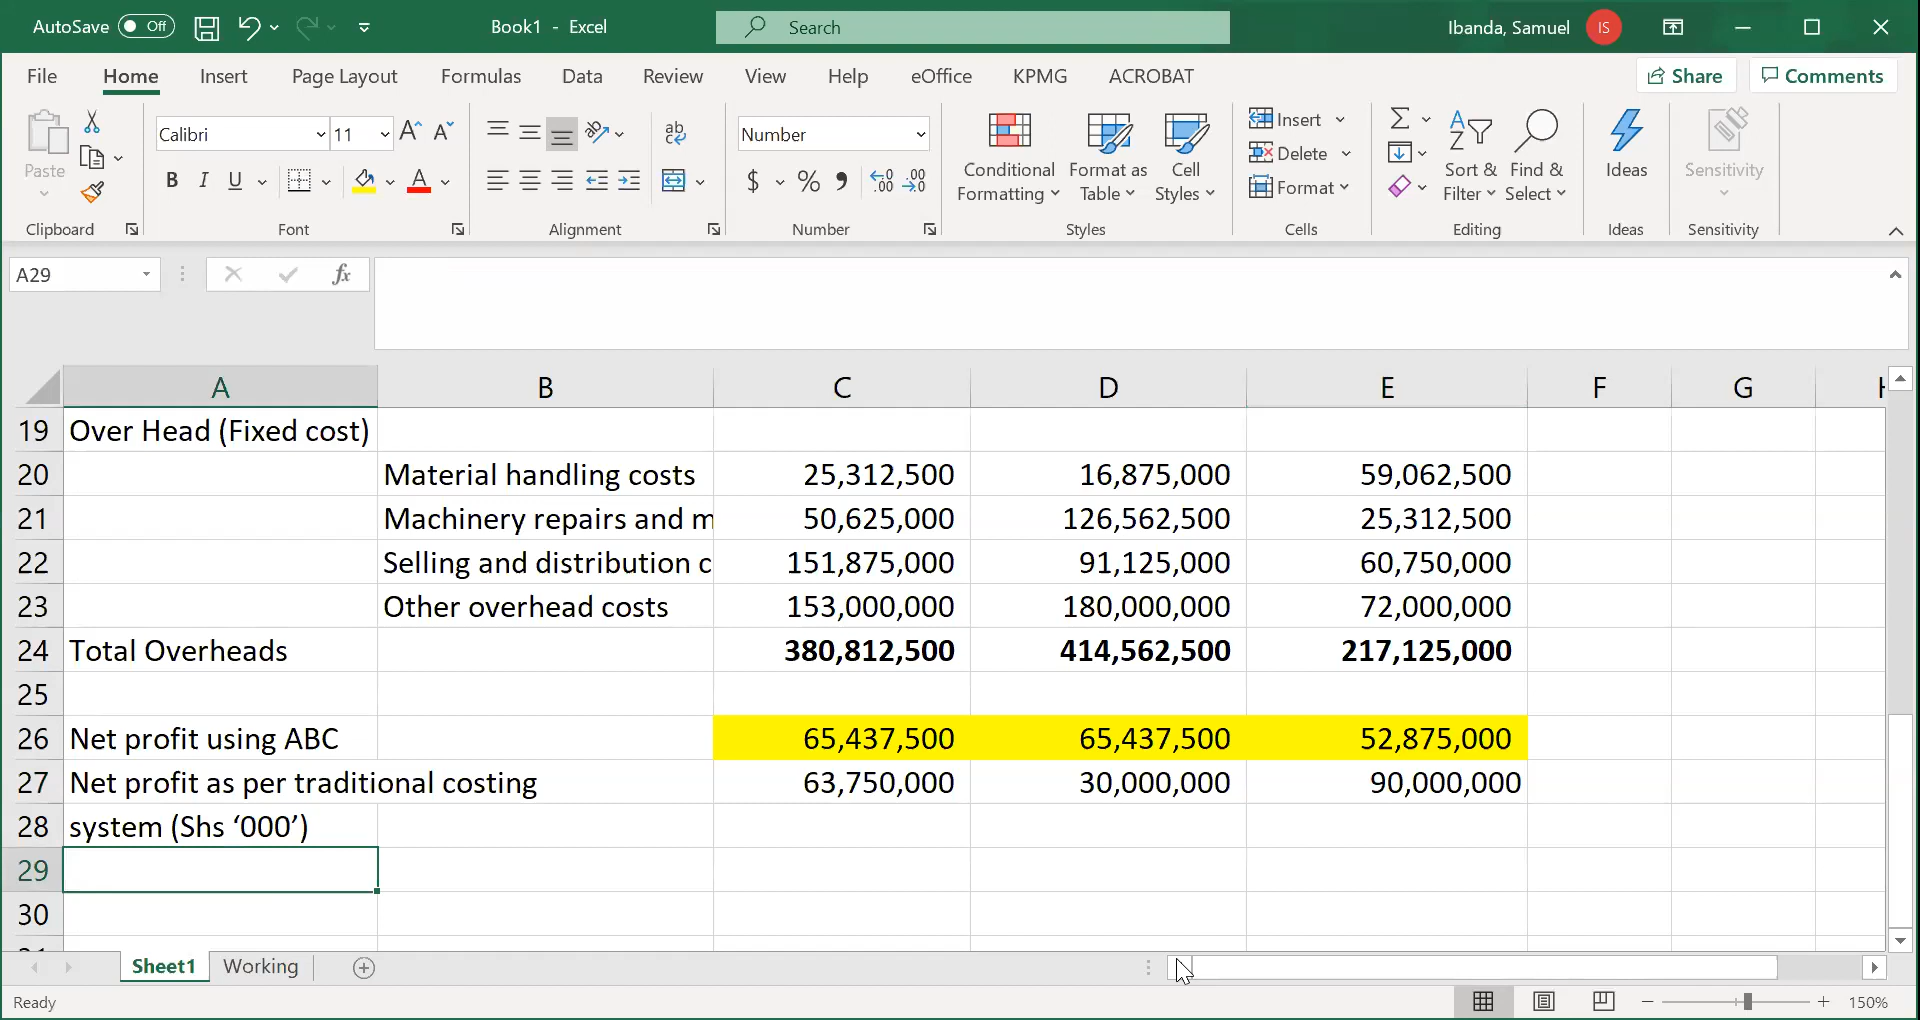 AutoSave Off Book1 - Excel Search Ibanda, Samuel IS
File Home Insert Page Layout Formulas Data Review View Help eOffice KPMG ACROBAT Share Comments
Paste Calibri 11 A A ab Number Conditional Formatting Format as Table Cell Styles Insert Delete Format Sort & Filter Find & Select Ideas Sensitivity
B I U A $ % .00 .00
Clipboard Font Alignment Number Styles Cells Editing Ideas Sensitivity
A29 fx
A B C D E F G H
19 Over Head (Fixed cost)
20 Material handling costs 25,312,500 16,875,000 59,062,500
21 Machinery repairs and m 50,625,000 126,562,500 25,312,500
22 Selling and distribution c 151,875,000 91,125,000 60,750,000
23 Other overhead costs 153,000,000 180,000,000 72,000,000
24 Total Overheads 380,812,500 414,562,500 217,125,000
25
26 Net profit using ABC 65,437,500 65,437,500 52,875,000
27 Net profit as per traditional costing 63,750,000 30,000,000 90,000,000
28 system (Shs ‘000’)
29
30
Sheet1 Working
Ready 150%